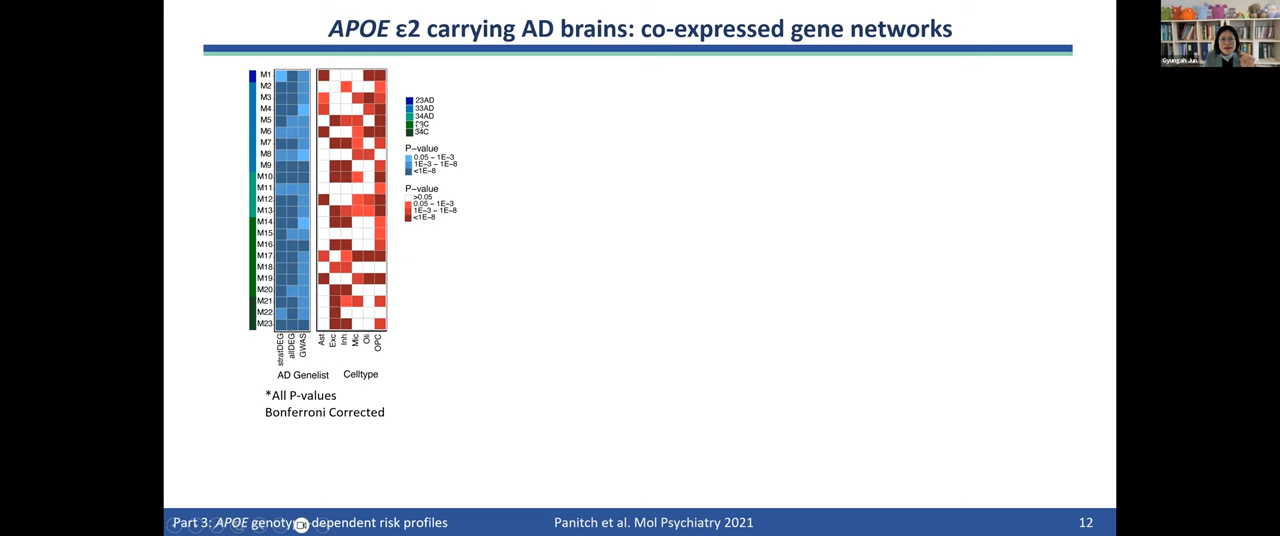 APOE ε2 carrying AD brains: co-expressed gene networks
Gyungah Jun
M1
M2
M3
M4
M5
M6
M7
M8
M9
M10
M11
M12
M13
M14
M15
M16
M17
M18
M19
M20
M21
M22
M23
stratDEG
allDEG
GWAS
AD Genelist
Ast
Exc
Inh
Mic
Oli
OPC
Celltype
23AD
33AD
34AD
34C
P-value
0.05 - 1E-3
1E-3 - 1E-8
<1E-8
P-value
>0.05
0.05 - 1E-3
1E-3 - 1E-8
<1E-8
*All P-values
Bonferroni Corrected
Part 3: APOE genotype-dependent risk profiles
Panitch et al. Mol Psychiatry 2021
12